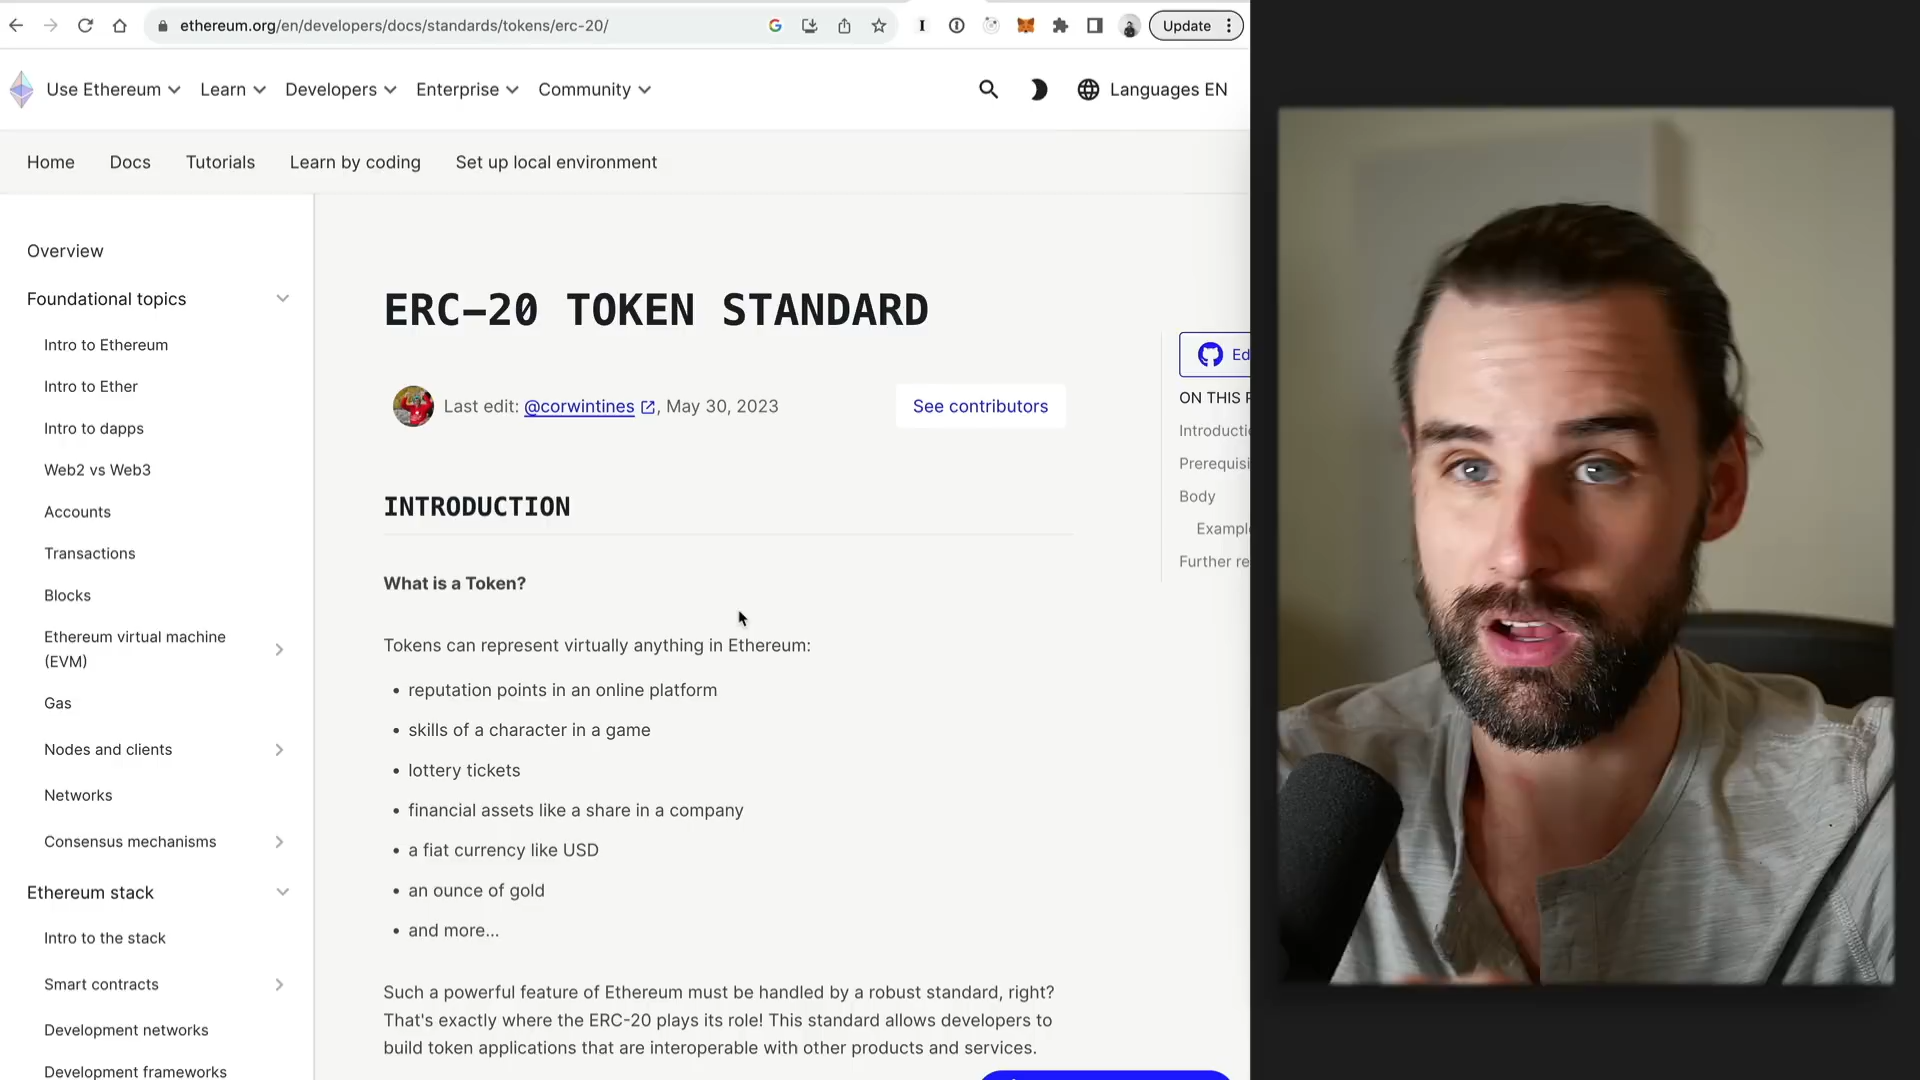 ethereum.org/en/developers/docs/standards/tokens/erc-20/
Update
Use Ethereum
Learn
Developers
Enterprise
Community
Languages EN
Home
Docs
Tutorials
Learn by coding
Set up local environment
Overview
Foundational topics
Intro to Ethereum
Intro to Ether
Intro to dapps
Web2 vs Web3
Accounts
Transactions
Blocks
Ethereum virtual machine
(EVM)
Gas
Nodes and clients
Networks
Consensus mechanisms
Ethereum stack
Intro to the stack
Smart contracts
Development networks
Development frameworks
ERC-20 TOKEN STANDARD
Last edit: @corwintines, May 30, 2023
See contributors
INTRODUCTION
What is a Token?
Tokens can represent virtually anything in Ethereum:
• reputation points in an online platform
• skills of a character in a game
• lottery tickets
• financial assets like a share in a company
• a fiat currency like USD
• an ounce of gold
• and more...
Such a powerful feature of Ethereum must be handled by a robust standard, right?
That's exactly where the ERC-20 plays its role! This standard allows developers to
build token applications that are interoperable with other products and services.
Ed
ON THIS P
Introductio
Prerequisi
Body
Example
Further re